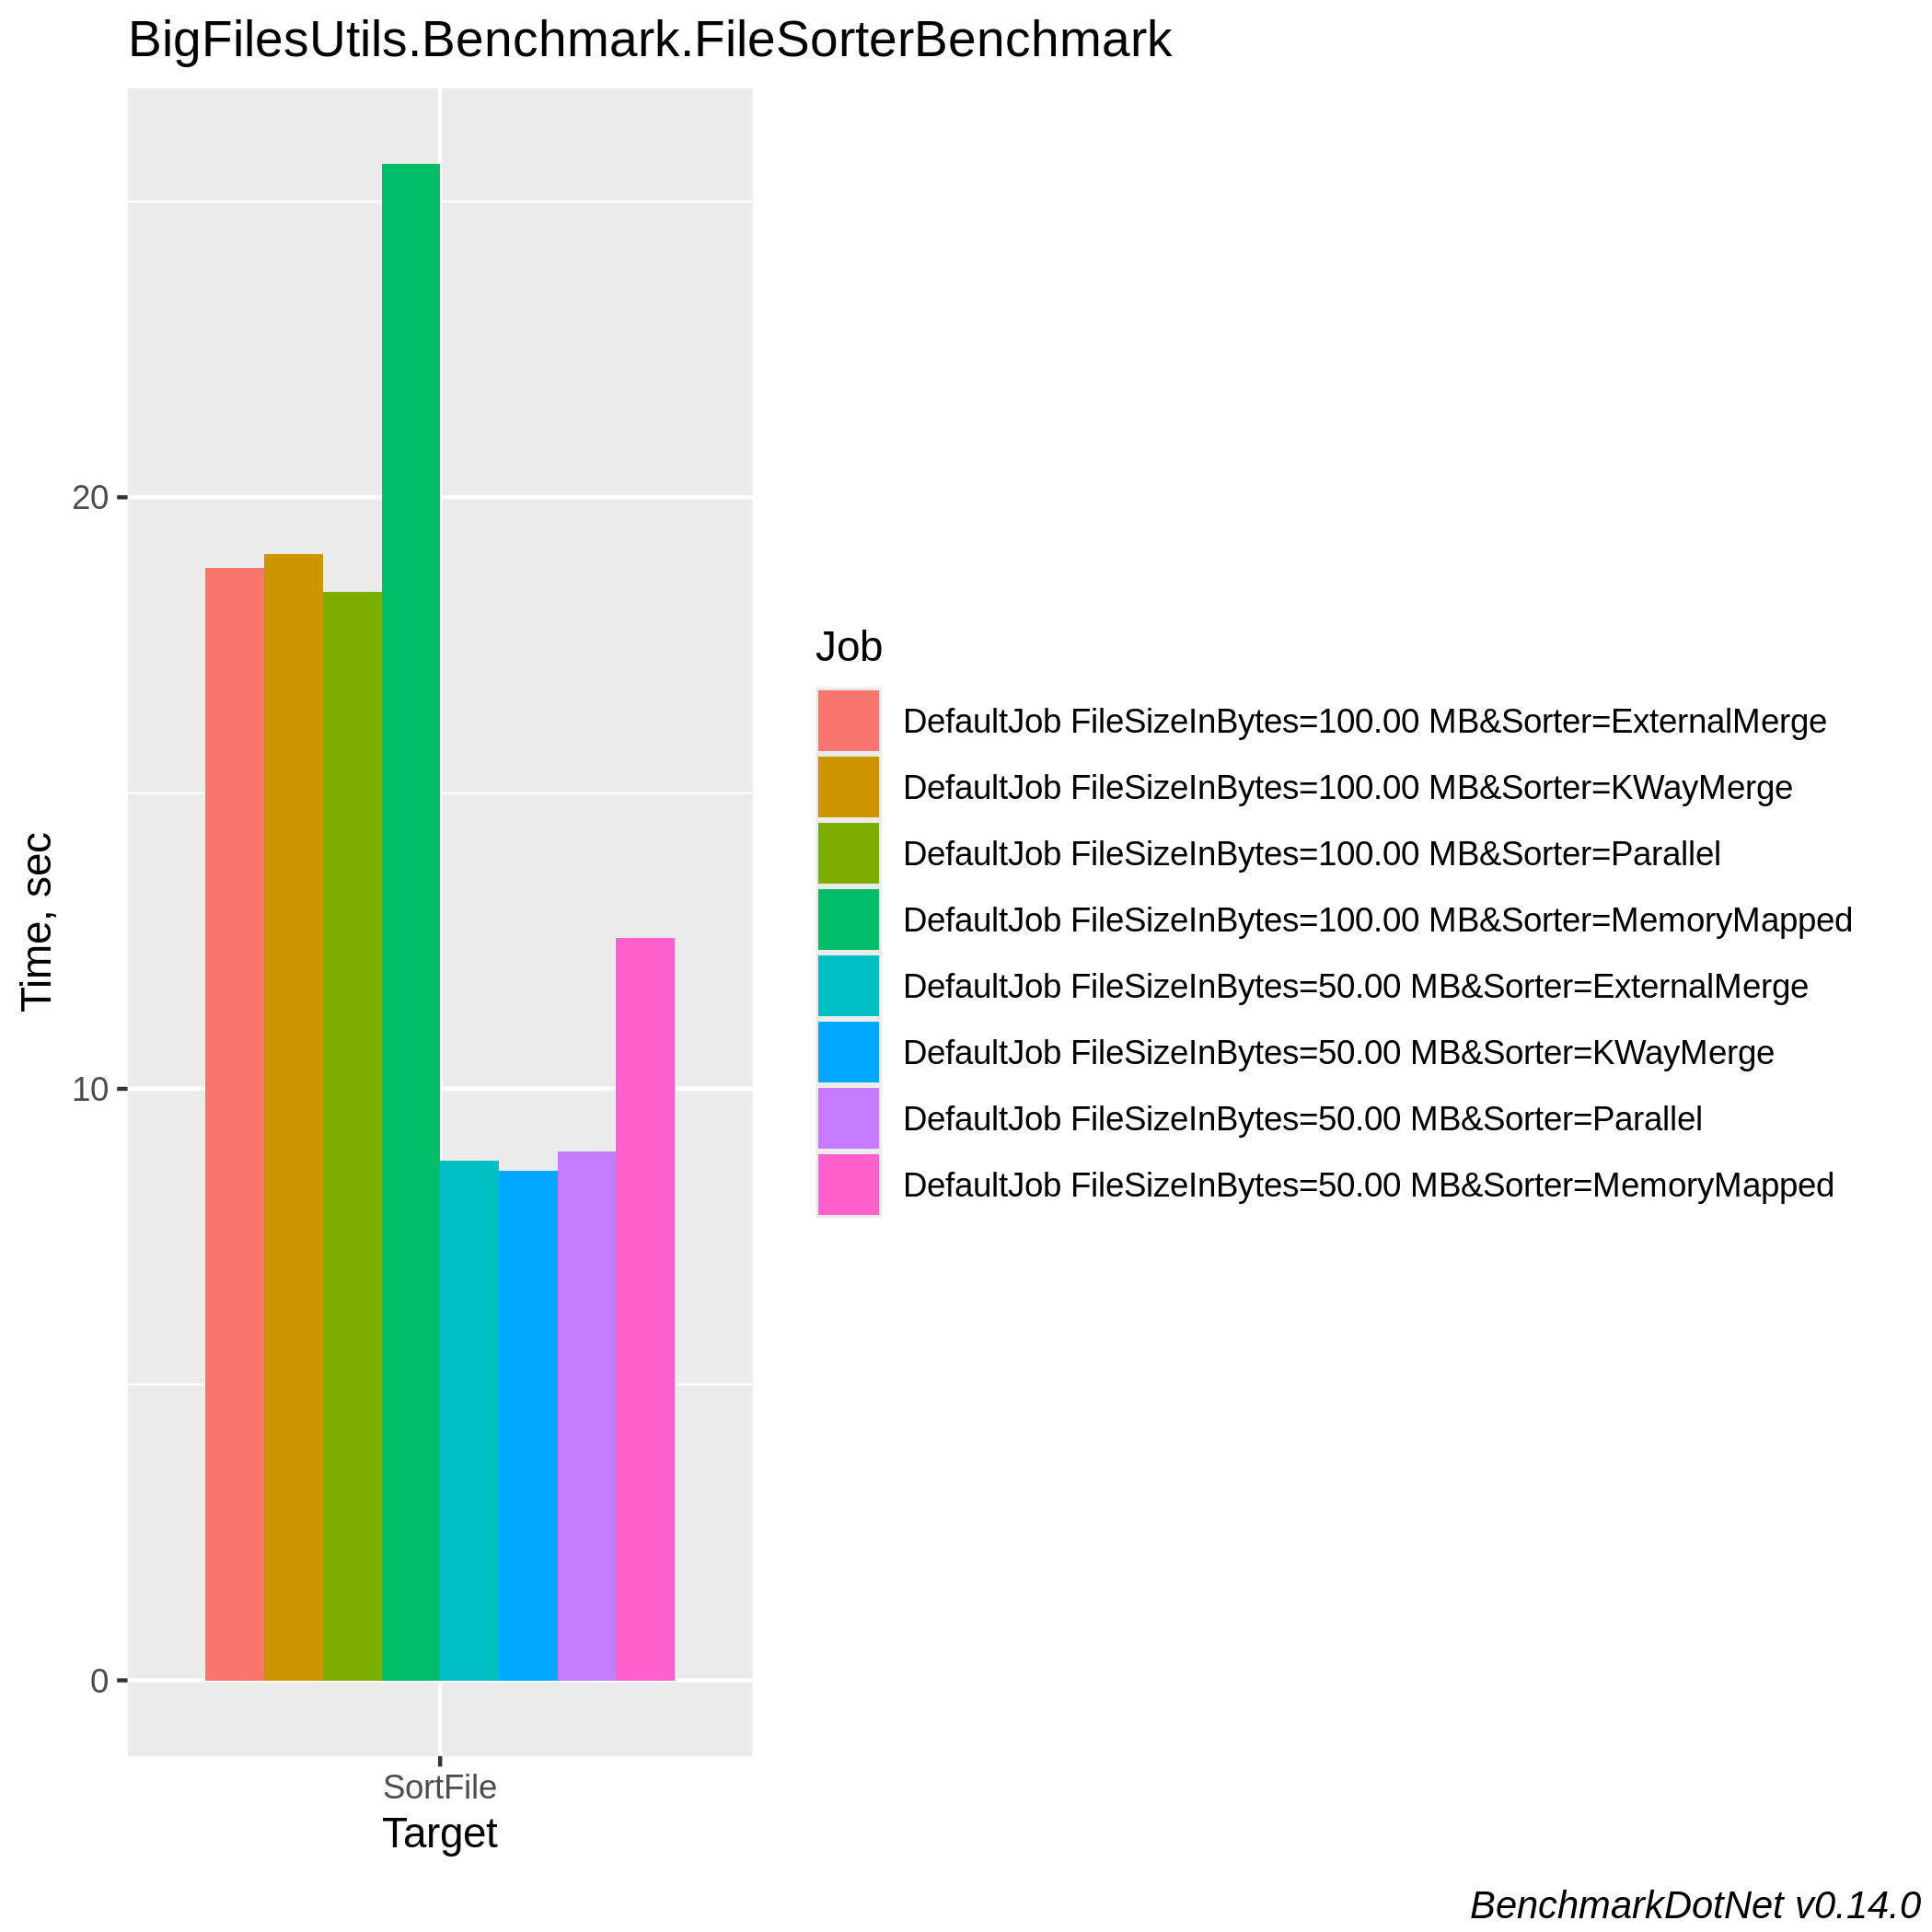 BigFilesUtils.Benchmark.FileSorterBenchmark
20
10
0
Time, sec
SortFile
Target
Job
DefaultJob FileSizeInBytes=100.00 MB&Sorter=ExternalMerge
DefaultJob FileSizeInBytes=100.00 MB&Sorter=KWayMerge
DefaultJob FileSizeInBytes=100.00 MB&Sorter=Parallel
DefaultJob FileSizeInBytes=100.00 MB&Sorter=MemoryMapped
DefaultJob FileSizeInBytes=50.00 MB&Sorter=ExternalMerge
DefaultJob FileSizeInBytes=50.00 MB&Sorter=KWayMerge
DefaultJob FileSizeInBytes=50.00 MB&Sorter=Parallel
DefaultJob FileSizeInBytes=50.00 MB&Sorter=MemoryMapped
BenchmarkDotNet v0.14.0